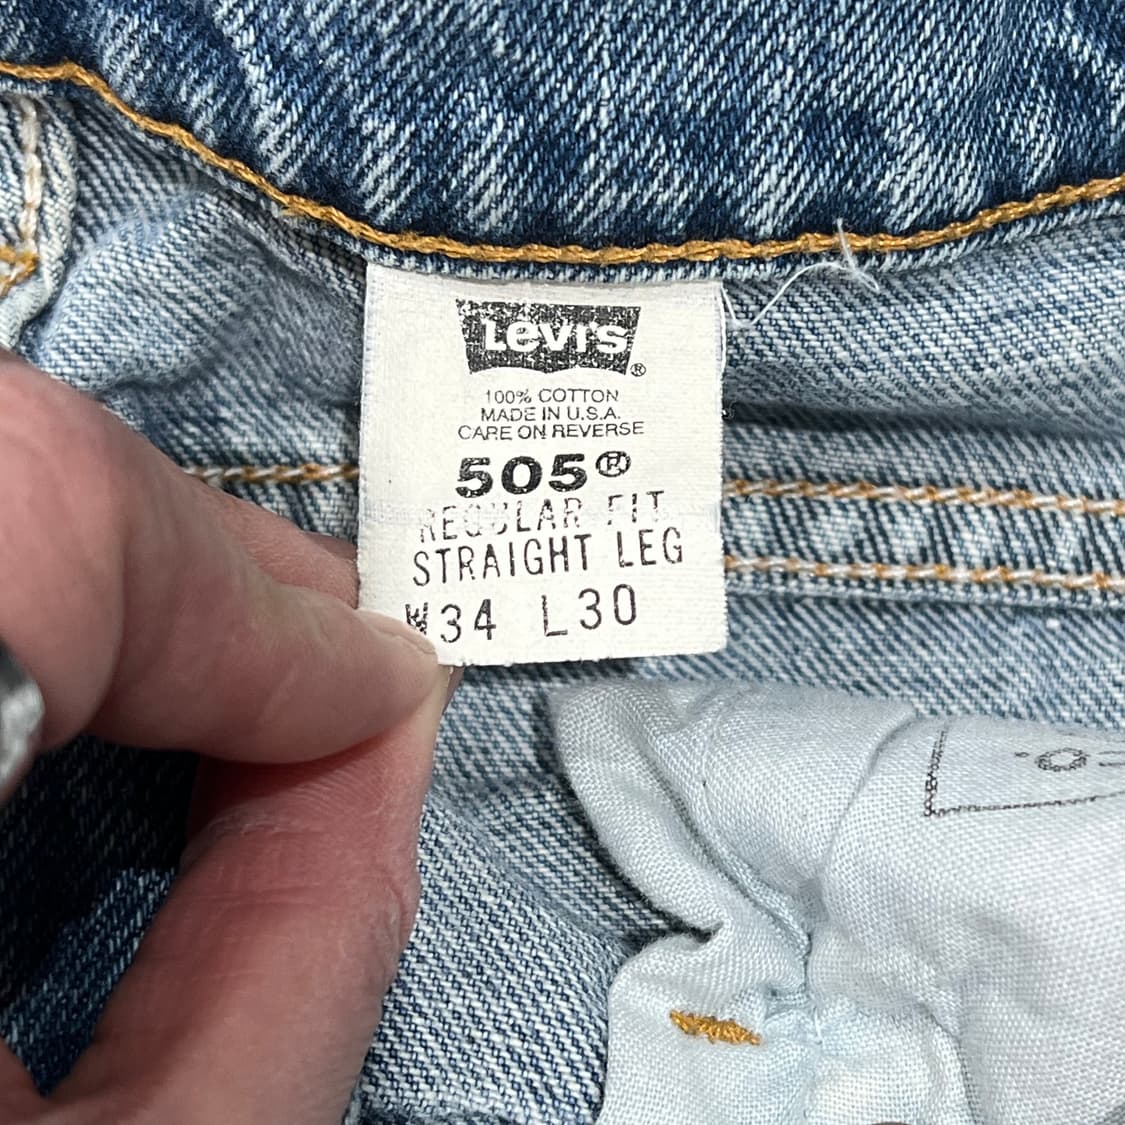 Levi's®
100% COTTON
MADE IN U.S.A.
CARE ON REVERSE
505®
REGULAR FIT
STRAIGHT LEG
W34 L30